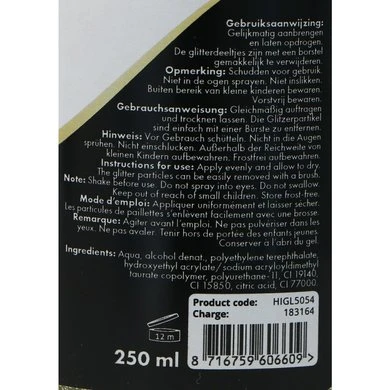 Gebruiksaanwijzing:
Gelijkmatig aanbrengen
en laten opdrogen.
De glitterdeeltjes zijn met een borstel
gemakkelijk te verwijderen.
Opmerking: Schudden voor gebruik
Niet in de ogen sprayen. Niet inslikken.
Buiten bereik van kleine kinderen bewaren.
Vorstvrij bewaren.
Gebrauchsanweisung: Gleichmäßig auftragen
und trocknen lassen. Die Glitzerpartikel
sind einfach mit einer Bürste zu entfernen.
Hinweis: Vor Gebrauch schütteln. Nicht in die Augen
sprühen. Nicht einschlucken. Außerhalb der Reichweite von
kleinen Kindern aufbewahren. Frostfrei aufbewahren.
Instructions for use: Apply evenly and allow to dry.
The glitter particles can be easily removed with a brush.
Note: Shake before use. Do not spray into eyes. Do not swallow
Keep out of reach of small children. Store frost-free.
Mode d'emploi: Appliquer uniformément et laisser sécher.
Les particules de paillettes s'enlèvent facilement avec une brosse.
Remarque: Agiter avant l'emploi. Ne pas pulvériser dans
les yeux. Ne pas avaler. Tenir hors de portée des enfants
jeunes. Conserver à l'abri du gel.
Ingredients: Aqua, alcohol denat., polyethylene terephthalate,
hydroxyethyl acrylate/ sodium acryloyldimethyl
taurate copolymer, polyurethane-11, CI 19140,
CI 15850, citric acid, CI 77000.
Product code: HIGL5054
Charge: 183164
12 m
250 ml
8 716759 606609 >